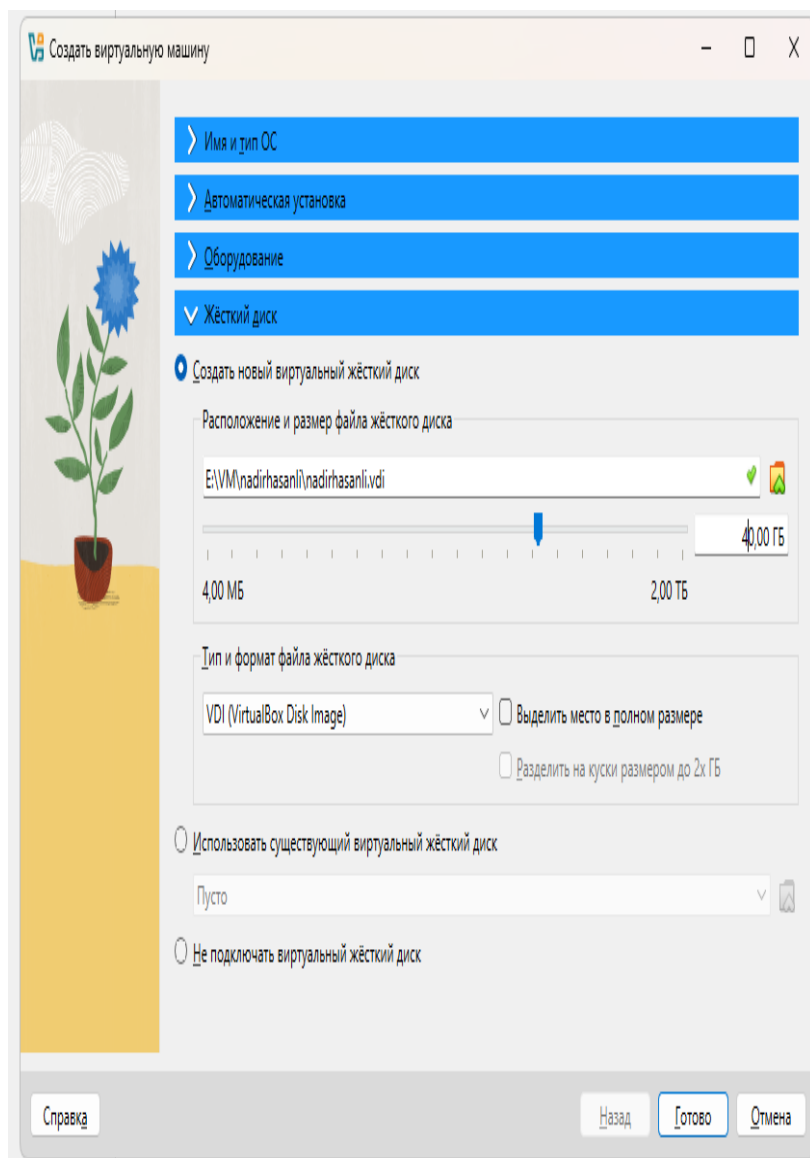 Создать виртуальную машину
Имя и тип ОС
Автоматическая установка
Оборудование
Жёсткий диск
Создать новый виртуальный жёсткий диск
Расположение и размер файла жёсткого диска
E:\VM\nadirhasanli\nadirhasanli.vdi
40,00 ГБ
4,00 МБ 2,00 ТБ
Тип и формат файла жёсткого диска
VDI (VirtualBox Disk Image) Выделить место в полном размере
Разделить на куски размером до 2х ГБ
Использовать существующий виртуальный жёсткий диск
Пусто
Не подключать виртуальный жёсткий диск
Справка Назад Готово Отмена